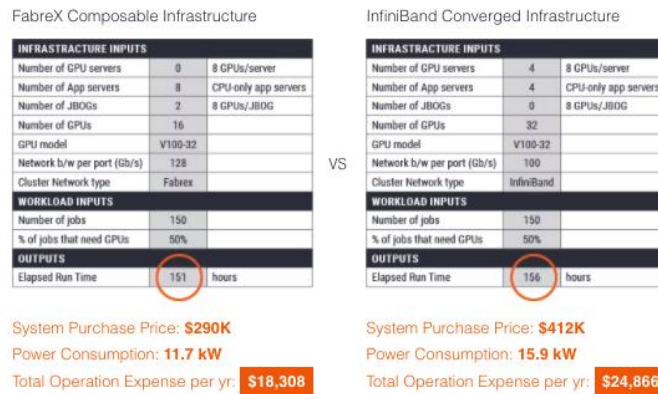 FabreX Composable Infrastructure
INFRASTRACTURE INPUTS
Number of GPU servers 0 8 GPUs/server
Number of App servers 8 CPU-only app servers
Number of JBOGs 2 8 GPUs/JBOG
Number of GPUs 16
GPU model V100-32
Network b/w per port (Gb/s) 128
Cluster Network type Fabrex
WORKLOAD INPUTS
Number of jobs 150
% of jobs that need GPUs 50%
OUTPUTS
Elapsed Run Time 151 hours
System Purchase Price: $290K
Power Consumption: 11.7 kW
Total Operation Expense per yr: $18,308
VS
InfiniBand Converged Infrastructure
INFRASTRACTURE INPUTS
Number of GPU servers 4 8 GPUs/server
Number of App servers 4 CPU-only app servers
Number of JBOGs 0 8 GPUs/JBOG
Number of GPUs 32
GPU model V100-32
Network b/w per port (Gb/s) 100
Cluster Network type InfiniBand
WORKLOAD INPUTS
Number of jobs 150
% of jobs that need GPUs 50%
OUTPUTS
Elapsed Run Time 156 hours
System Purchase Price: $412K
Power Consumption: 15.9 kW
Total Operation Expense per yr: $24,866